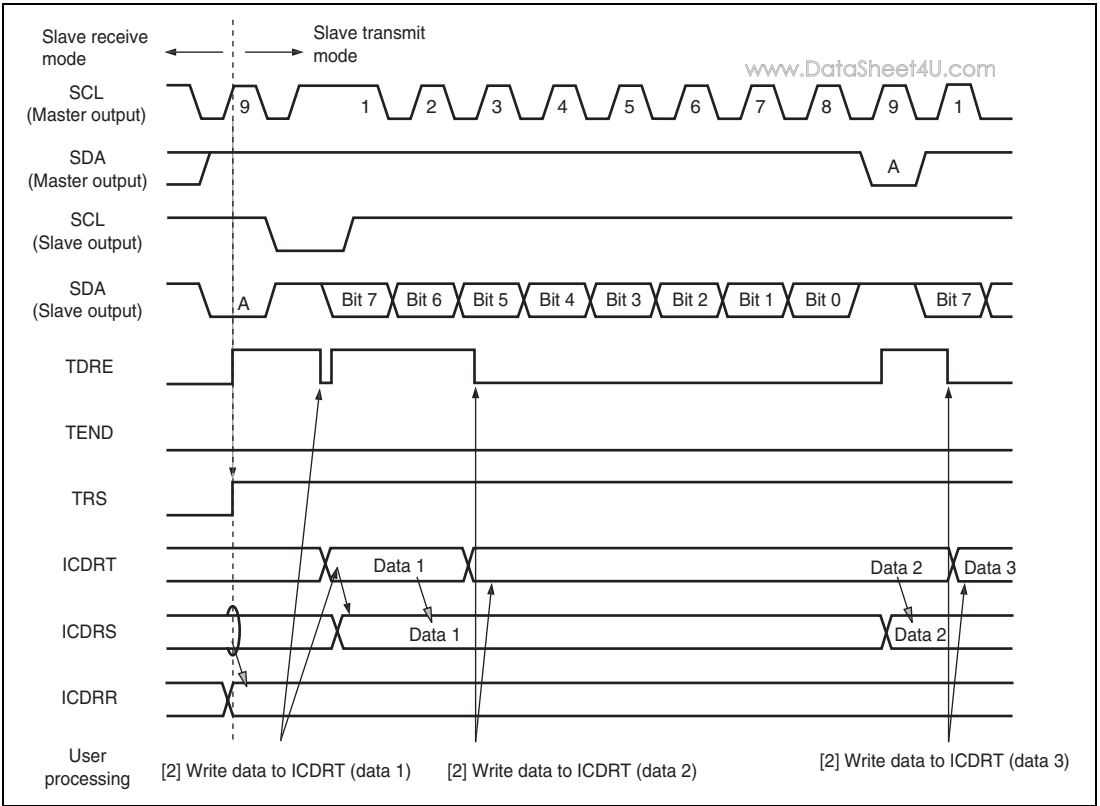 Slave receive
mode
Slave transmit
mode
www.DataSheet4U.com
SCL
(Master output)
9 1 2 3 4 5 6 7 8 9 1
SDA
(Master output)
A
SCL
(Slave output)
SDA
(Slave output)
A Bit 7 Bit 6 Bit 5 Bit 4 Bit 3 Bit 2 Bit 1 Bit 0 Bit 7
TDRE
TEND
TRS
ICDRT
Data 1 Data 2 Data 3
ICDRS
Data 1 Data 2
ICDRR
User
processing
[2] Write data to ICDRT (data 1) [2] Write data to ICDRT (data 2) [2] Write data to ICDRT (data 3)